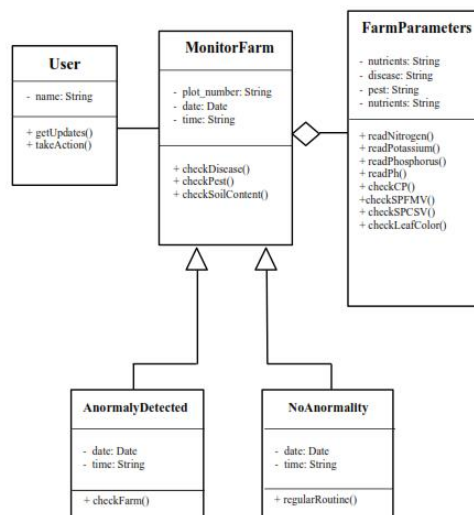 User
- name: String
+ getUpdates()
+ takeAction()
MonitorFarm
- plot_number: String
- date: Date
- time: String
+ checkDisease()
+ checkPest()
+ checkSoilContent()
FarmParameters
- nutrients: String
- disease: String
- pest: String
- nutrients: String
+ readNitrogen()
+ readPotassium()
+ readPhosphorus()
+ readPh()
+ checkCP()
+checkSPFMV()
+ checkSPCSV()
+ checkLeafColor()
AnormalyDetected
- date: Date
- time: String
+ checkFarm()
NoAnormality
- date: Date
- time: String
+ regularRoutine()